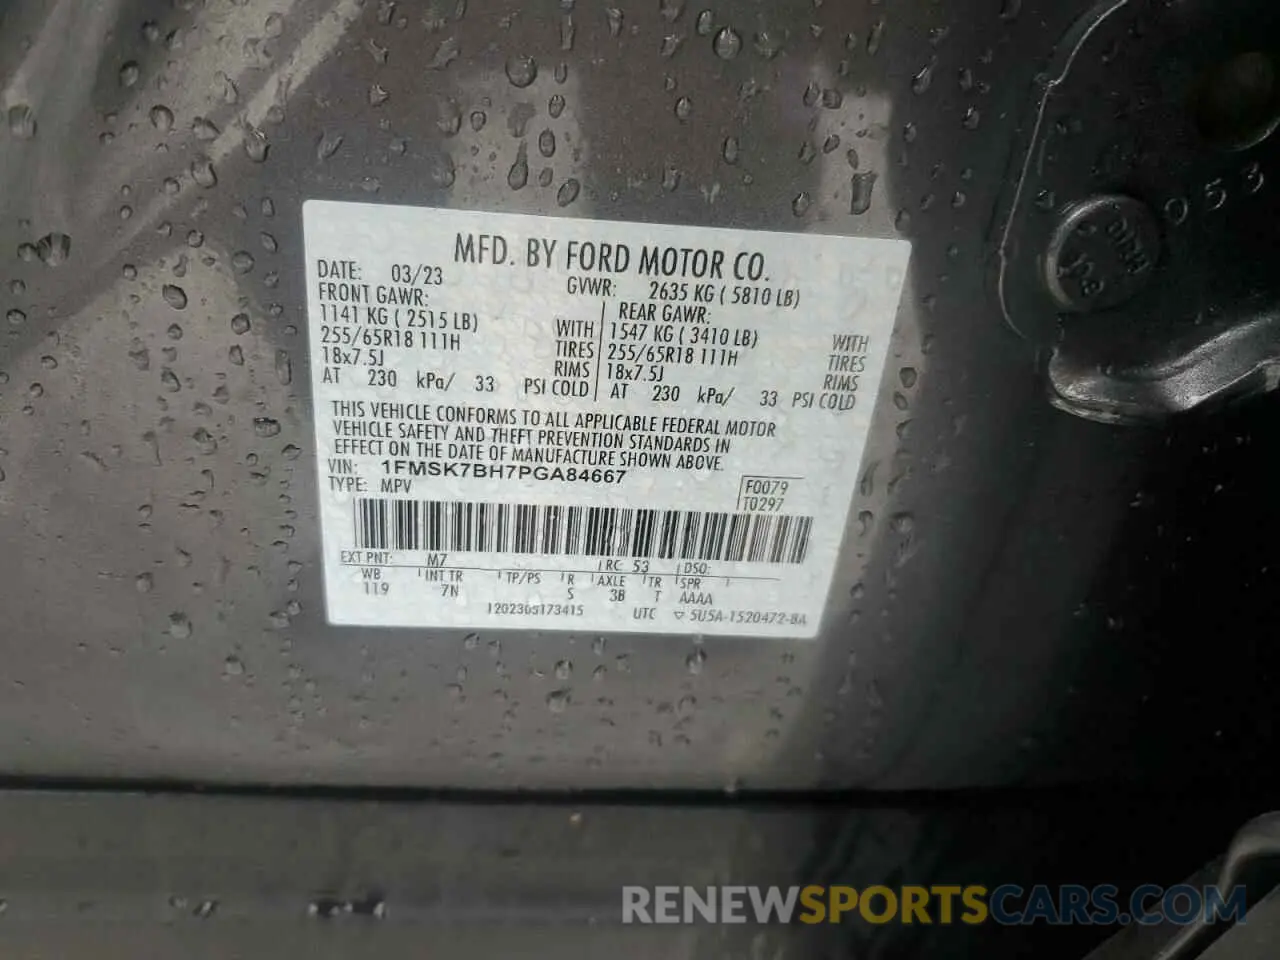 MFD. BY FORD MOTOR CO.
DATE: 03/23 GVWR: 2635 KG ( 5810 LB)
FRONT GAWR: REAR GAWR:
1141 KG ( 2515 LB) WITH 1547 KG ( 3410 LB) WITH
255/65R18 111H TIRES 255/65R18 111H TIRES
18x7.5J RIMS 18x7.5J RIMS
AT 230 kPa/ 33 PSI COLD AT 230 kPa/ 33 PSI COLD
THIS VEHICLE CONFORMS TO ALL APPLICABLE FEDERAL MOTOR
VEHICLE SAFETY AND THEFT PREVENTION STANDARDS IN
EFFECT ON THE DATE OF MANUFACTURE SHOWN ABOVE.
VIN: 1FMSK7BH7PGA84667
TYPE: MPV
F0079
T0297
EXT PNT: M7 RC: 53 DSO:
WB INT TR TP/PS R AXLE TR SPR
119 7N S 3B T AAAA
1202305173415 UTC ▽ 5U5A-1520472-BA
053
RENEWSPORTSCARS.COM